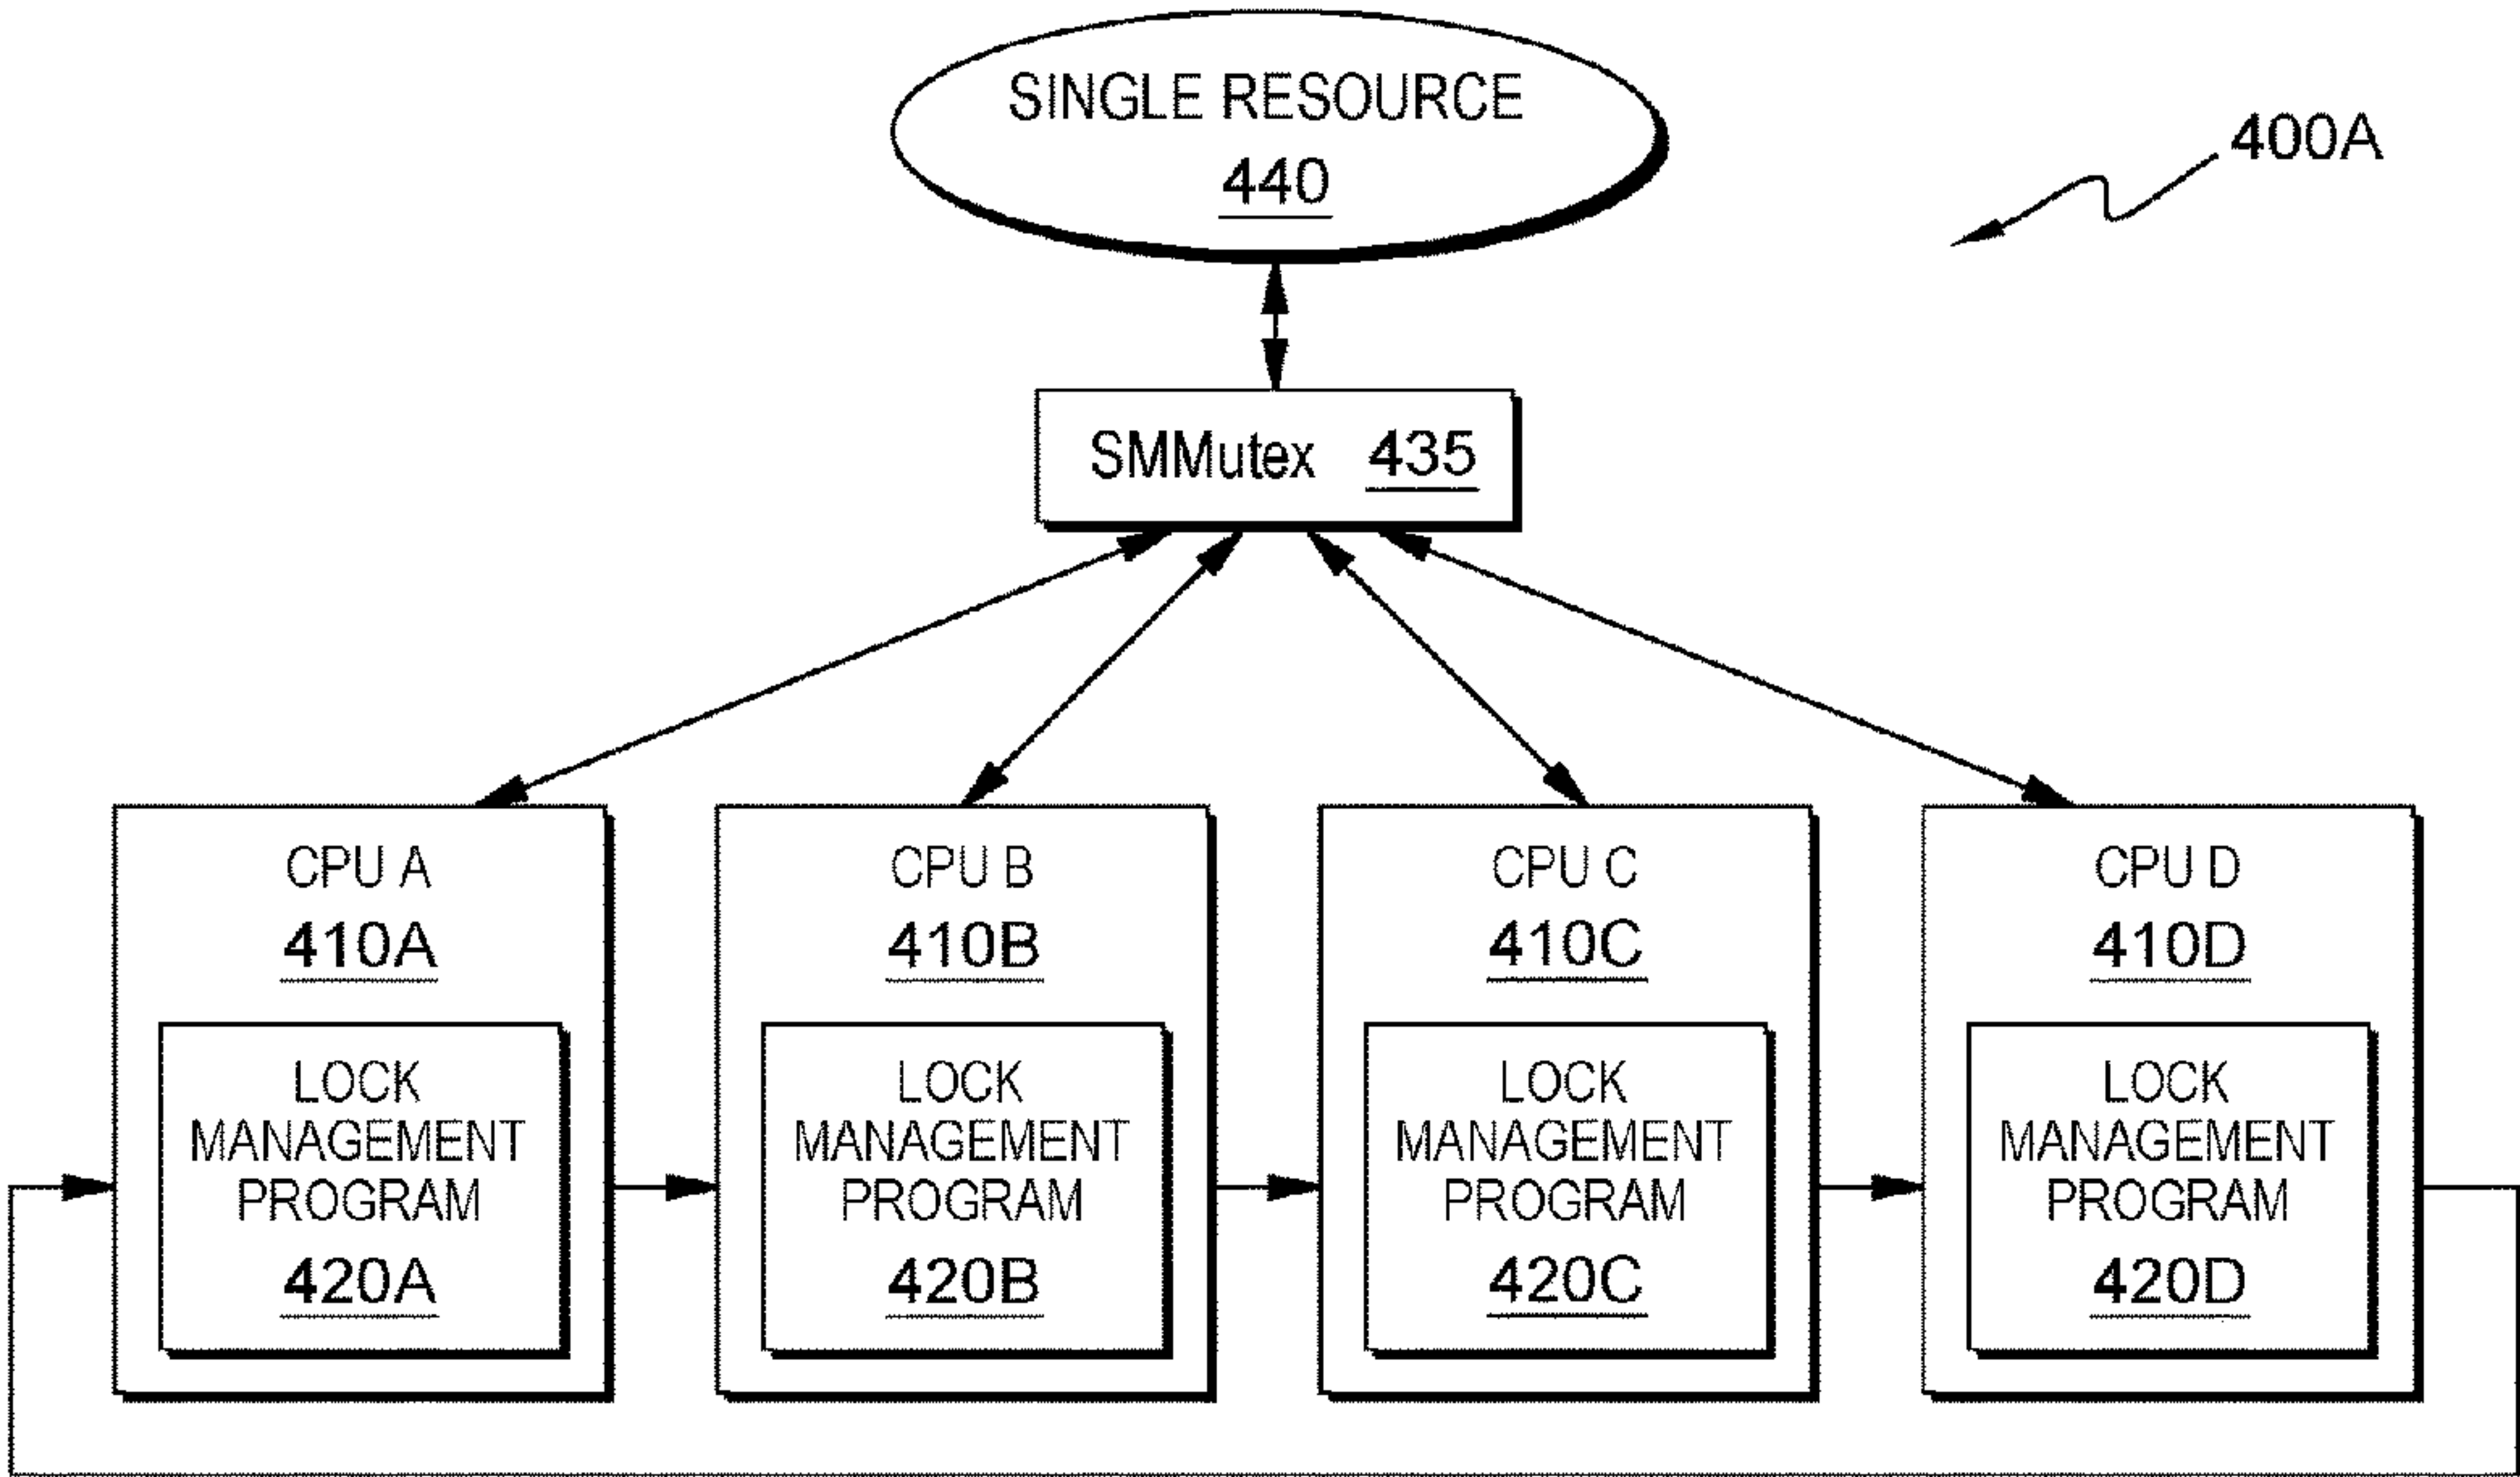 SINGLE RESOURCE
440
400A
SMMutex 435
CPU A
410A
LOCK
MANAGEMENT
PROGRAM
420A
CPU B
410B
LOCK
MANAGEMENT
PROGRAM
420B
CPU C
410C
LOCK
MANAGEMENT
PROGRAM
420C
CPU D
410D
LOCK
MANAGEMENT
PROGRAM
420D